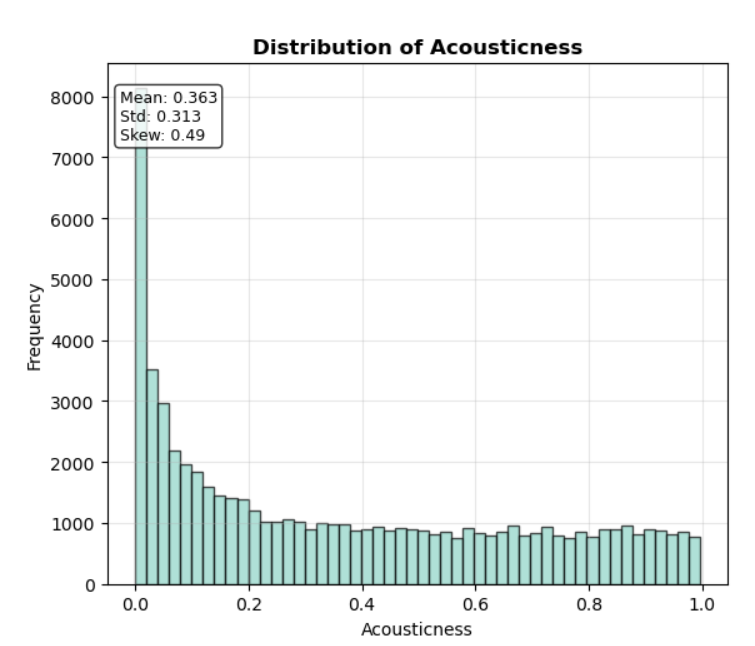 Distribution of Acousticness
Mean: 0.363
Std: 0.313
Skew: 0.49
8000
7000
6000
5000
4000
3000
2000
1000
0
Frequency
0.0 0.2 0.4 0.6 0.8 1.0
Acousticness